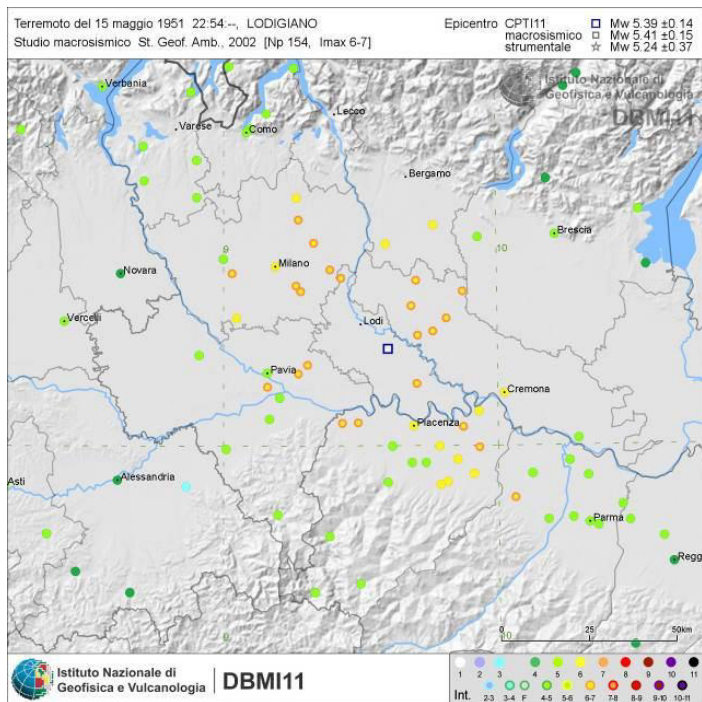 Terremoto del 15 maggio 1951 22:54:--, LODIGIANO
Studio macrosismico St. Geof. Amb., 2002 [Np 154, Imax 6-7]
Epicentro CPTI11 Mw 5.39 ±0.14
macrosismico Mw 5.41 ±0.15
strumentale Mw 5.24 ±0.37
Istituto Nazionale di
Geofisica e Vulcanologia
DBMI11
Verbania
Lecco
Varese
Como
Bergamo
Brescia
9
10
Milano
Novara
Lodi
Vercelli
Pavia
Cremona
Piacenza
Alessandria
Asti
Parma
Regg
9
10
0 25 50km
Istituto Nazionale di
Geofisica e Vulcanologia
DBMI11
1 2 3 4 5 6 7 8 9 10 11
Int. 2-3 3-4 F 4-5 5-6 6-7 7-8 8-9 9-10 10-11